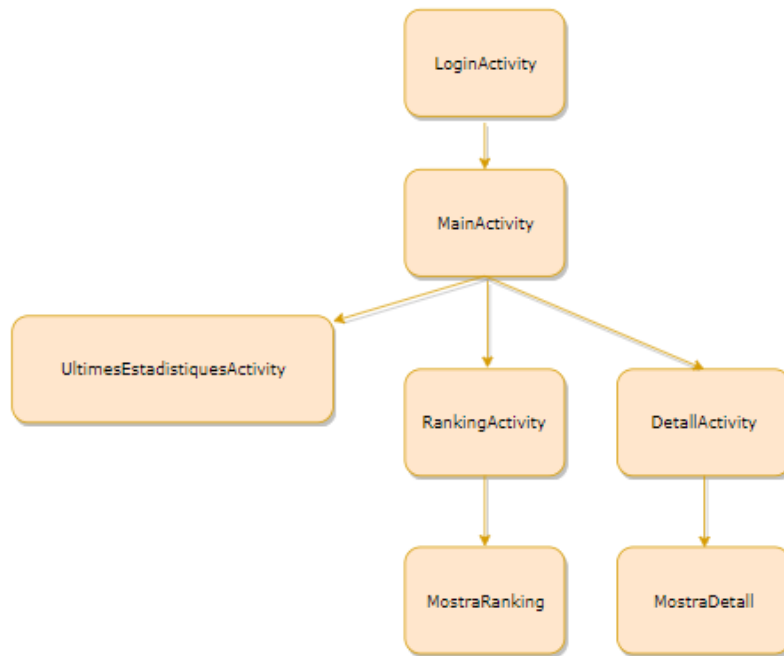 LoginActivity
MainActivity
UltimesEstadistiquesActivity
RankingActivity
DetallActivity
MostraRanking
MostraDetall